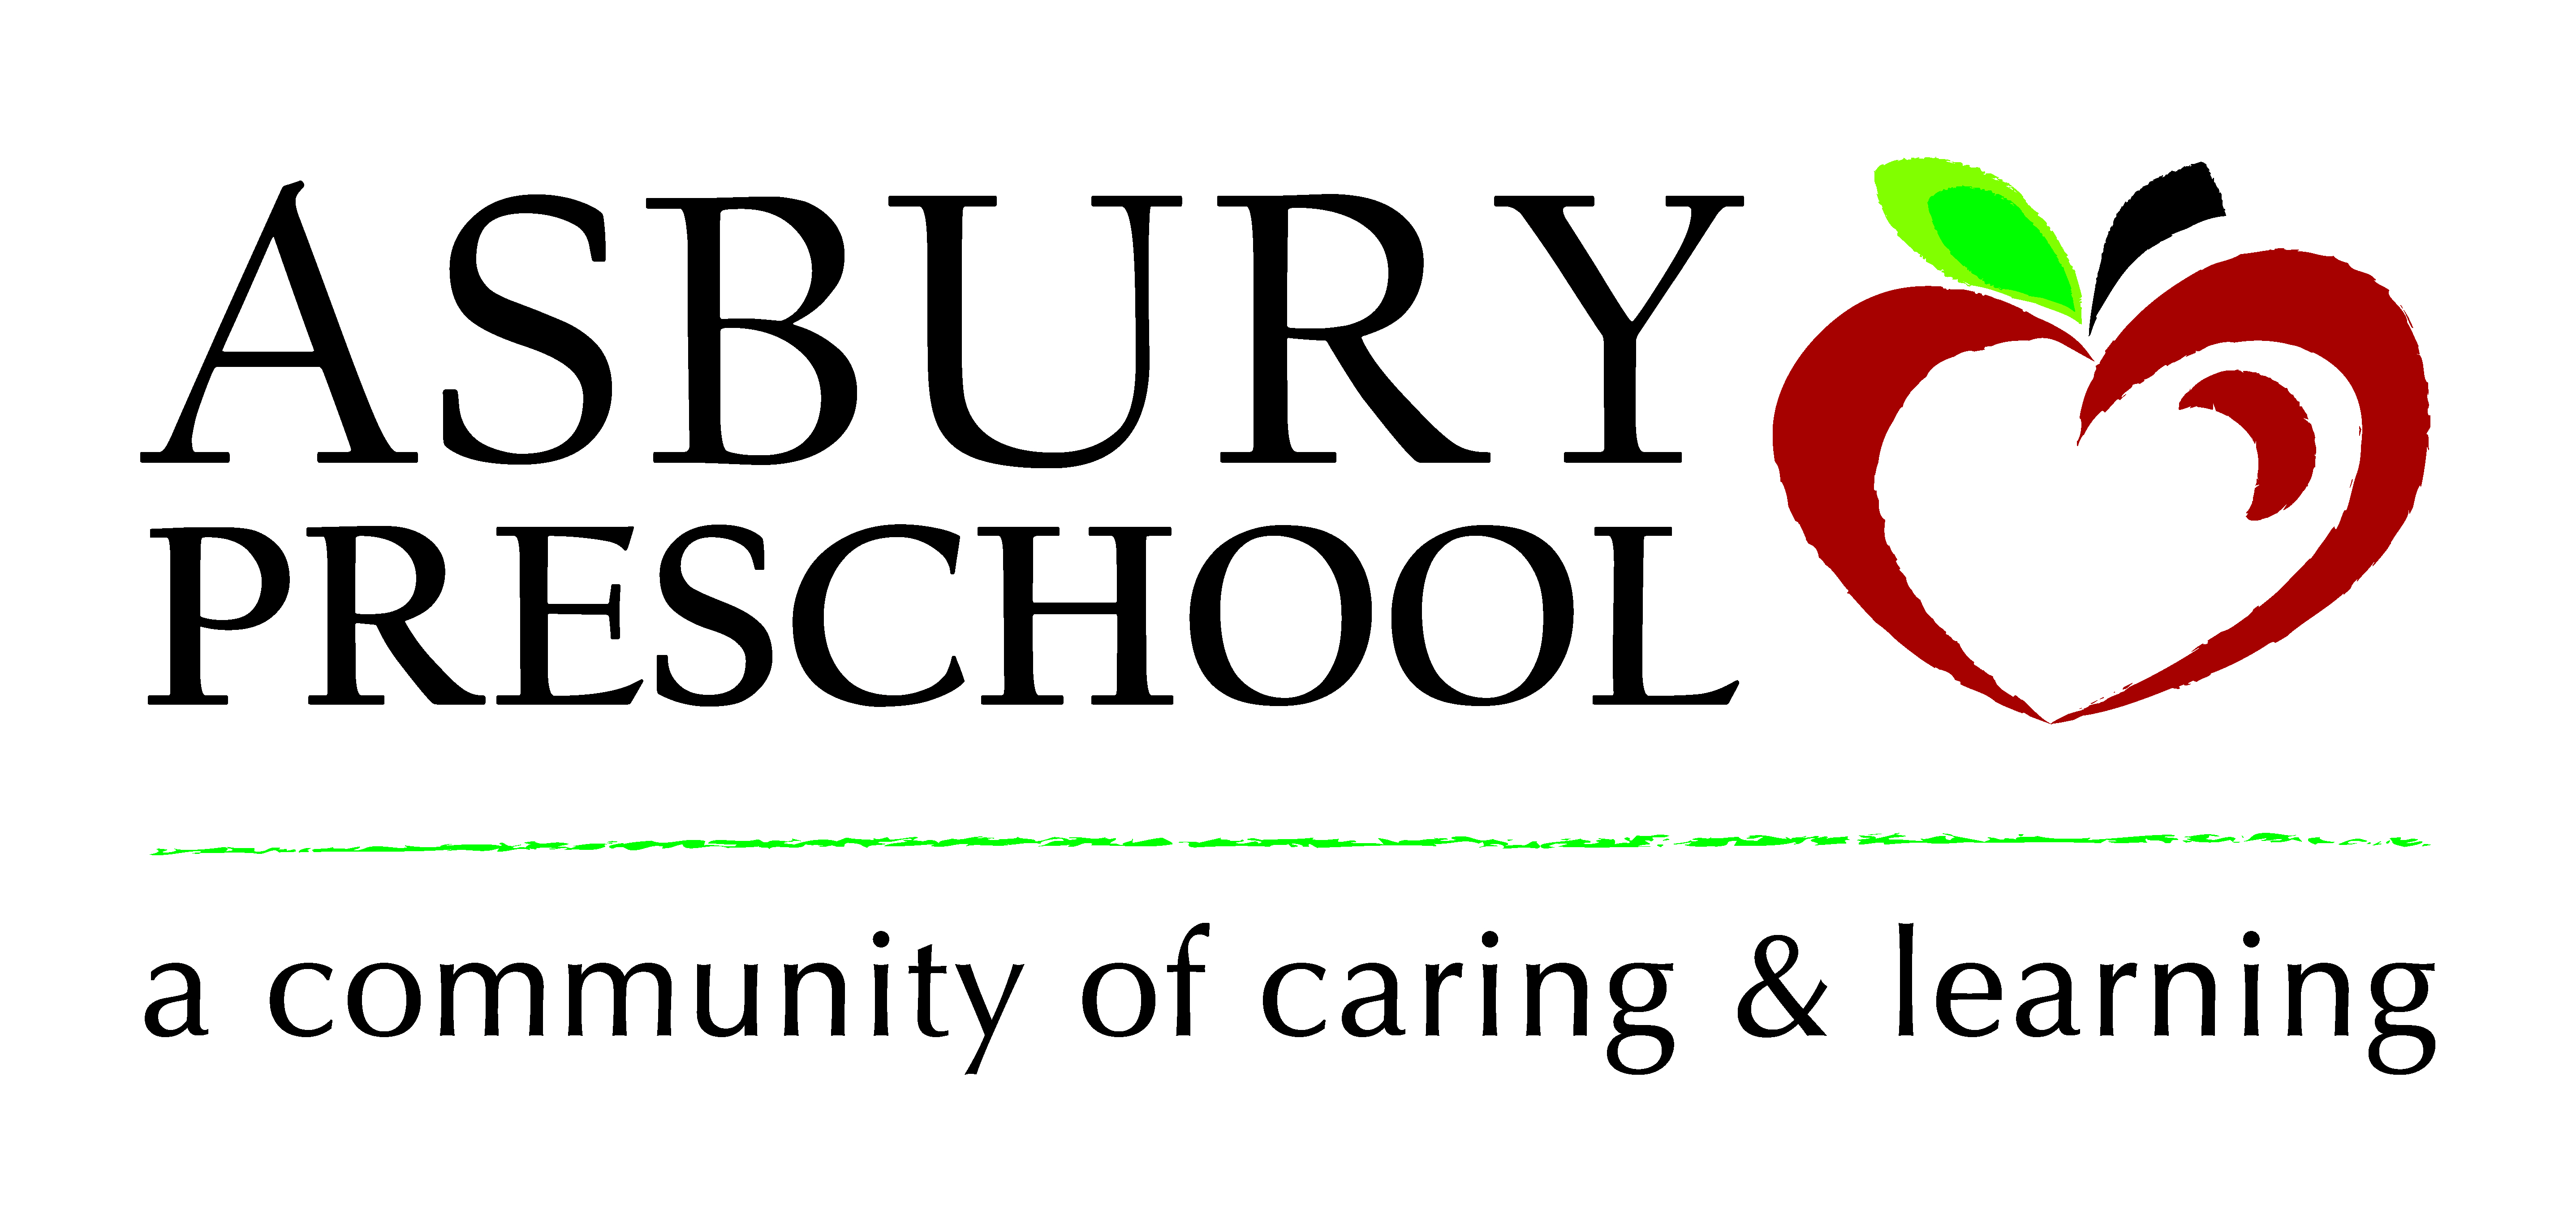 ASBURY
PRESCHOOL
a community of caring & learning